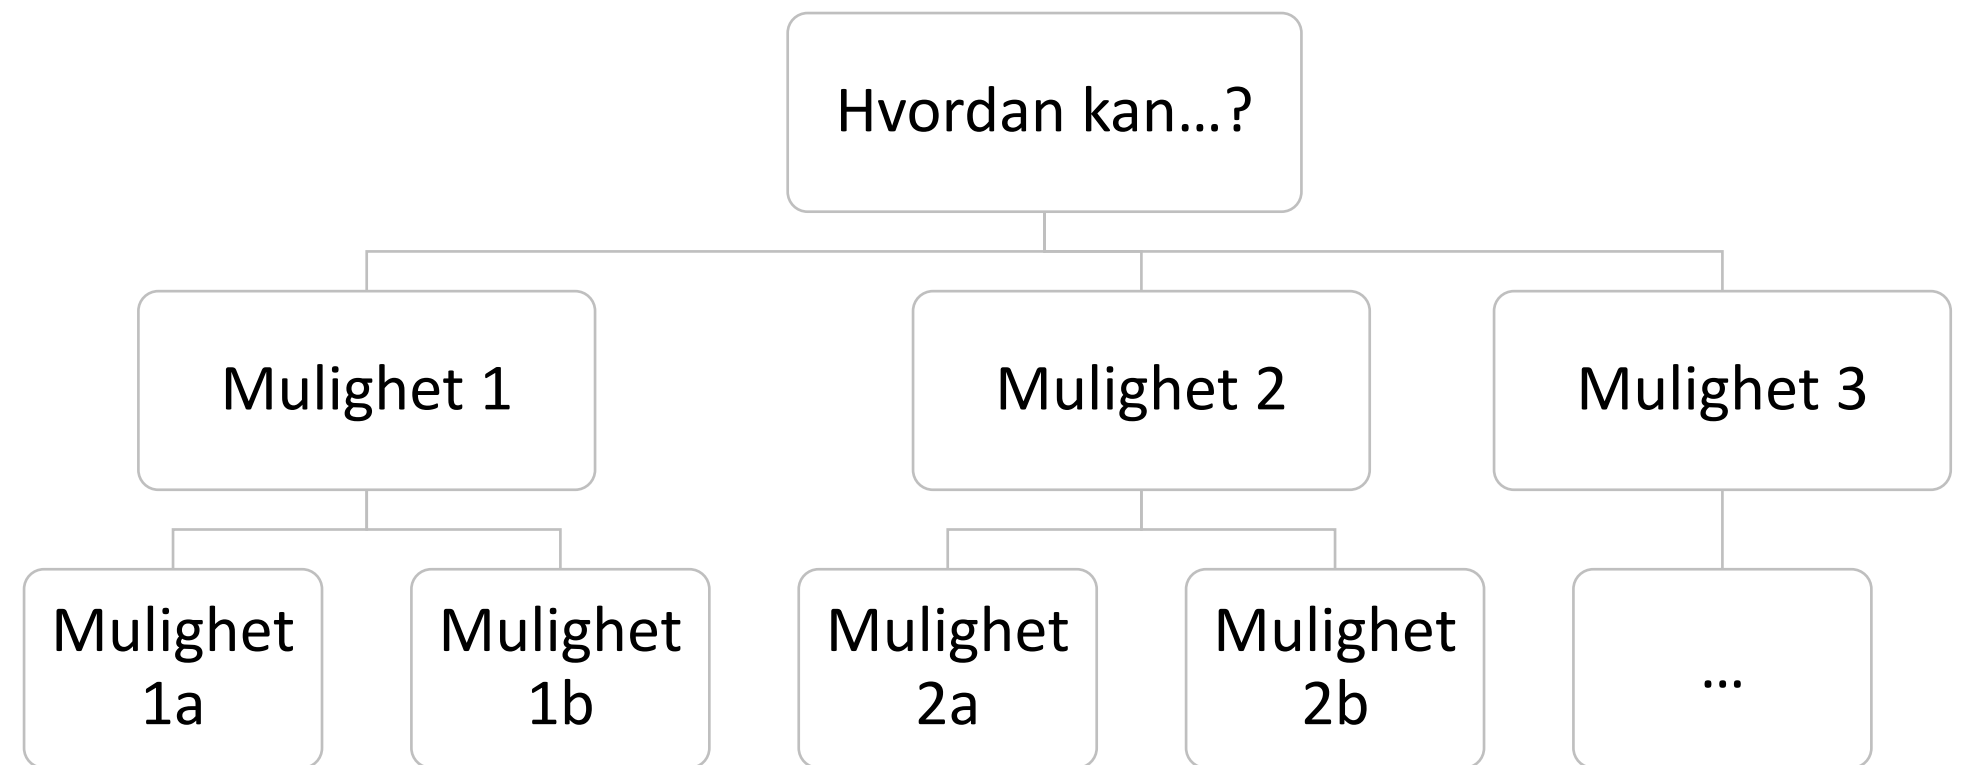 Hvordan kan…?
Mulighet 1
Mulighet 2
Mulighet 3
Mulighet
1a
Mulighet
1b
Mulighet
2a
Mulighet
2b
…